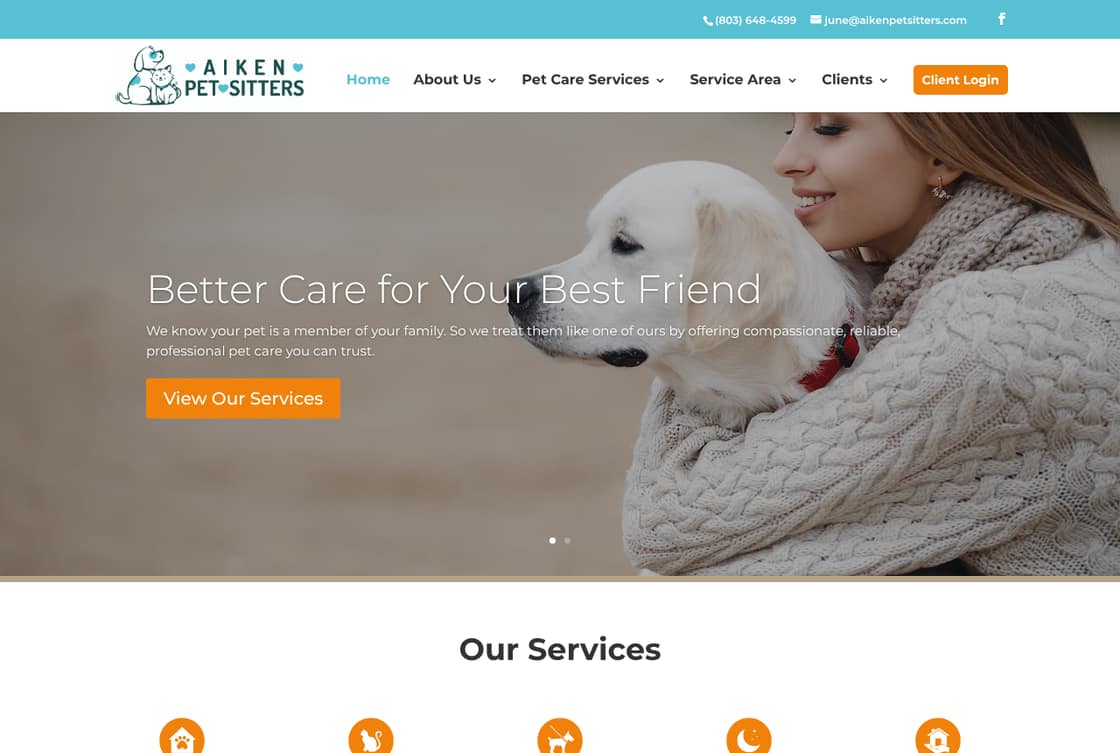 (803) 648-4599 june@aikenpetsitters.com
AIKEN
PET SITTERS
Home About Us Pet Care Services Service Area Clients Client Login
Better Care for Your Best Friend
We know your pet is a member of your family. So we treat them like one of ours by offering compassionate, reliable,
professional pet care you can trust.
View Our Services
Our Services